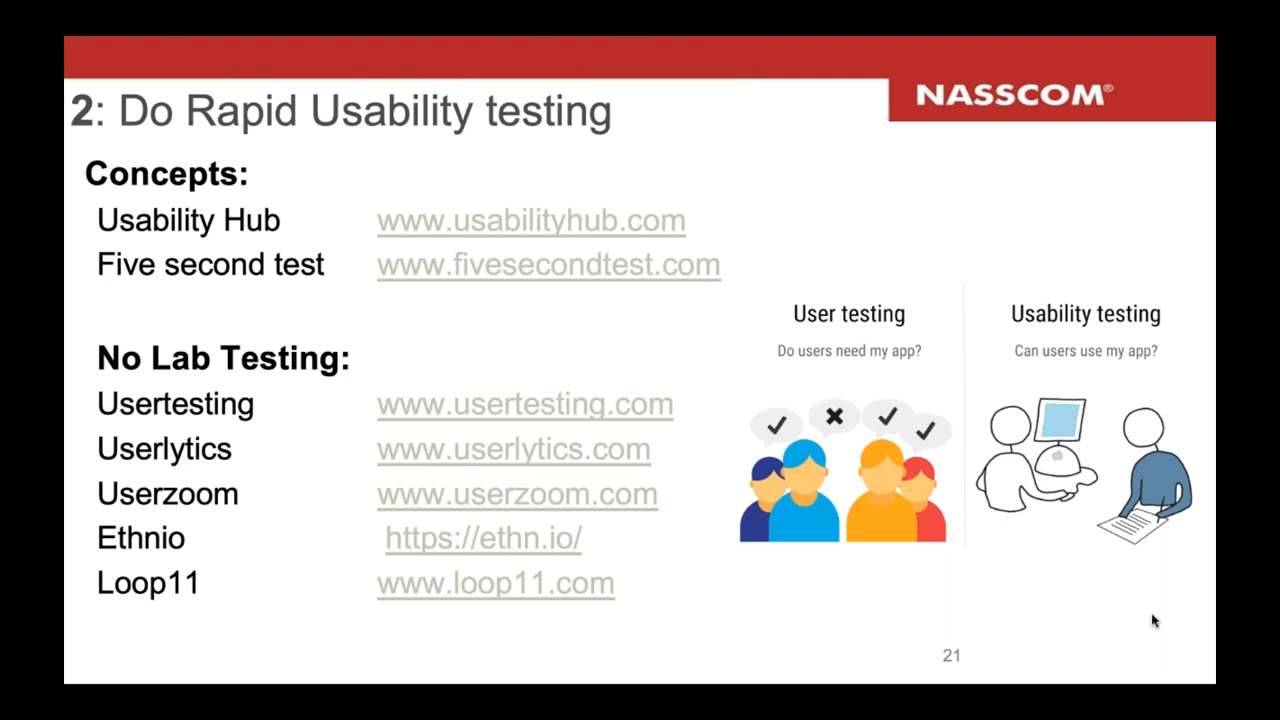 NASSCOM®
2: Do Rapid Usability testing
Concepts:
Usability Hub www.usabilityhub.com
Five second test www.fivesecondtest.com
No Lab Testing:
Usertesting www.usertesting.com
Userlytics www.userlytics.com
Userzoom www.userzoom.com
Ethnio https://ethn.io/
Loop11 www.loop11.com
User testing
Do users need my app?
Usability testing
Can users use my app?
21